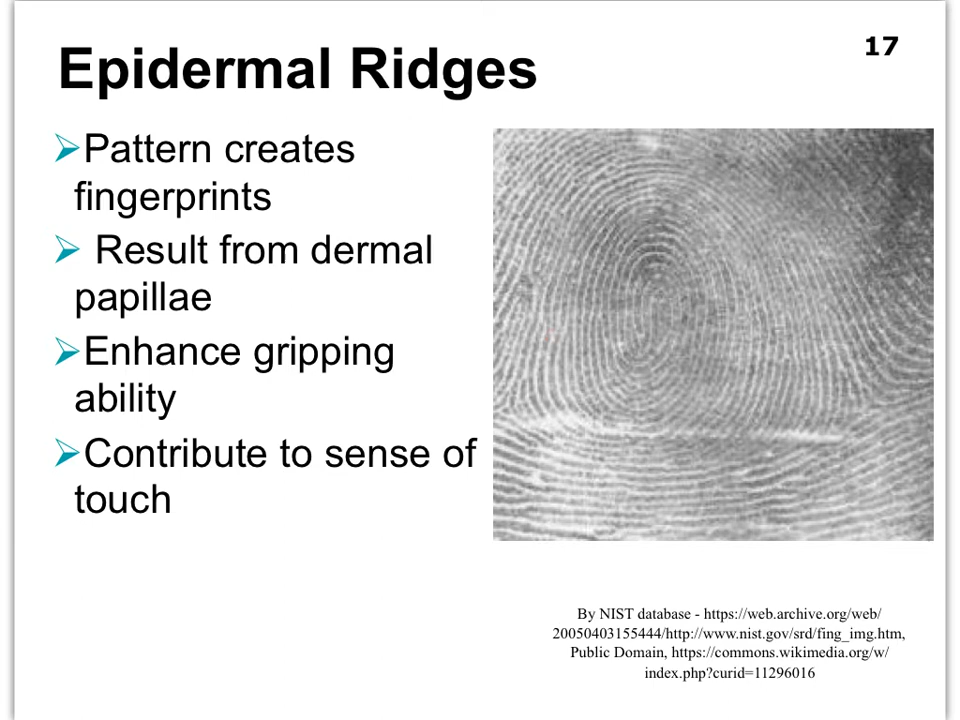 Epidermal Ridges
17
Pattern creates
fingerprints
Result from dermal
papillae
Enhance gripping
ability
Contribute to sense of
touch
By NIST database - https://web.archive.org/web/
20050403155444/http://www.nist.gov/srd/fing_img.htm,
Public Domain, https://commons.wikimedia.org/w/
index.php?curid=11296016